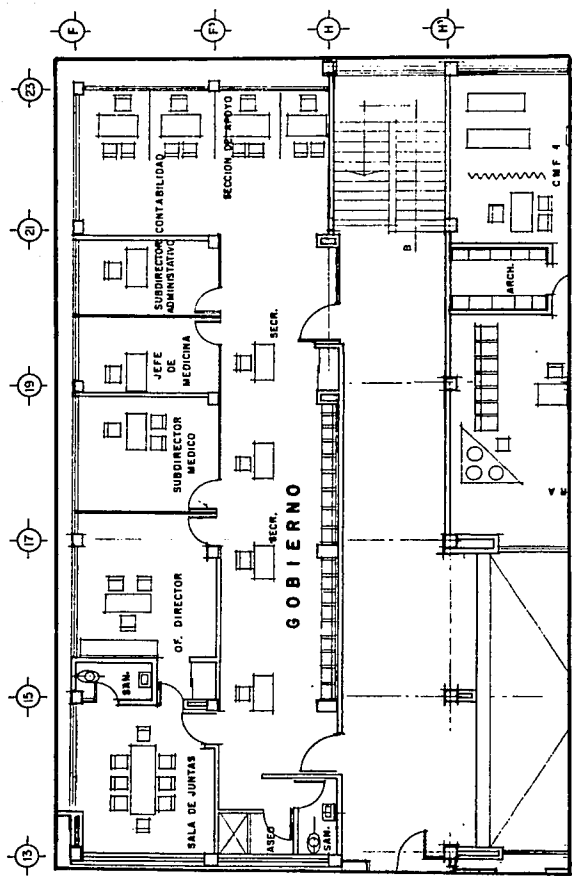 F
F'
H
H'
23
21
19
17
15
13
CONTABILIDAD
SECCION DE APOYO
SUBDIRECTOR
ADMINISTATIVO
JEFE
DE
MEDICINA
SUBDIRECTOR
MEDICO
OF. DIRECTOR
SAN.
SALA DE JUNTAS
ASEO
SAN.
SECR.
SECR.
GOBIERNO
B
CMF 4
ARCH.